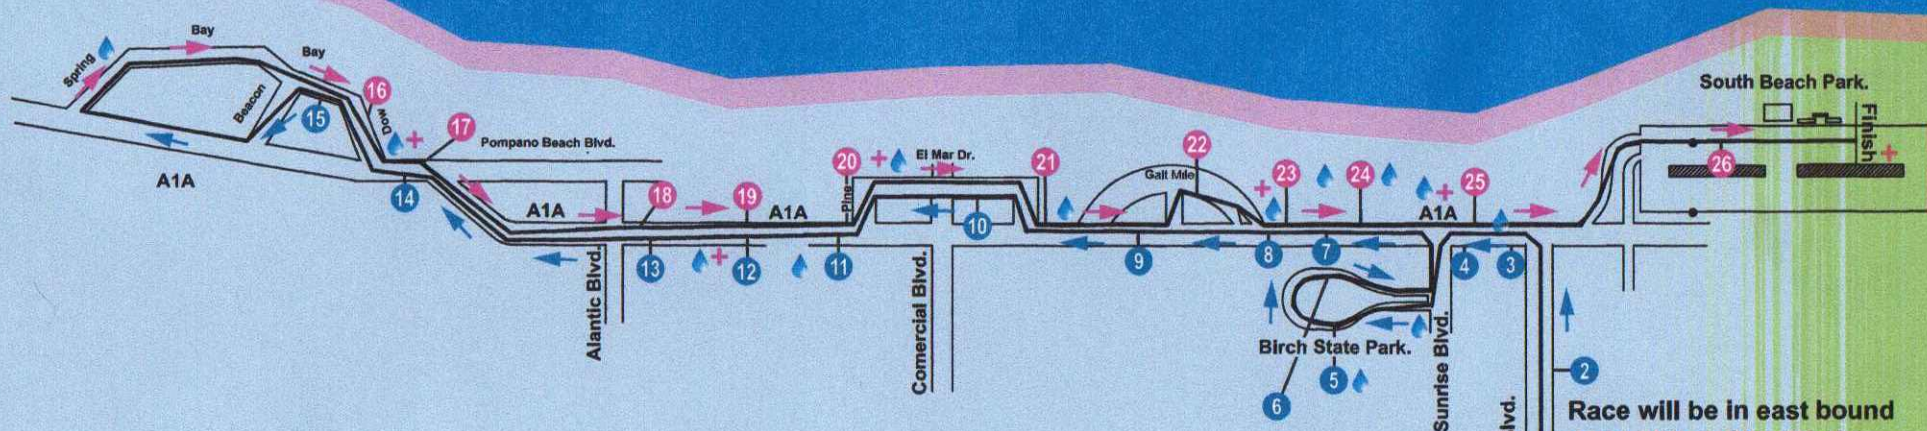 Bay
Spring
Bay
16
Beacon
Dow
15
17
Pompano Beach Blvd.
A1A
14
A1A
18
19
A1A
20
El Mar Dr.
Pine
21
22
Galt Mile
23
24
25
A1A
South Beach Park.
Finish
26
13
12
11
10
9
8
7
4
3
Alantic Blvd.
Comercial Blvd.
Birch State Park.
5
6
Sunrise Blvd.
lvd.
2
Race will be in east bound